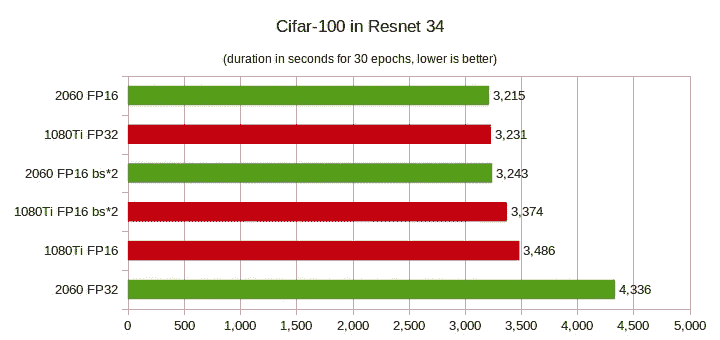 Cifar-100 in Resnet 34
(duration in seconds for 30 epochs, lower is better)
2060 FP16 3,215
1080Ti FP32 3,231
2060 FP16 bs*2 3,243
1080Ti FP16 bs*2 3,374
1080Ti FP16 3,486
2060 FP32 4,336
0 500 1,000 1,500 2,000 2,500 3,000 3,500 4,000 4,500 5,000